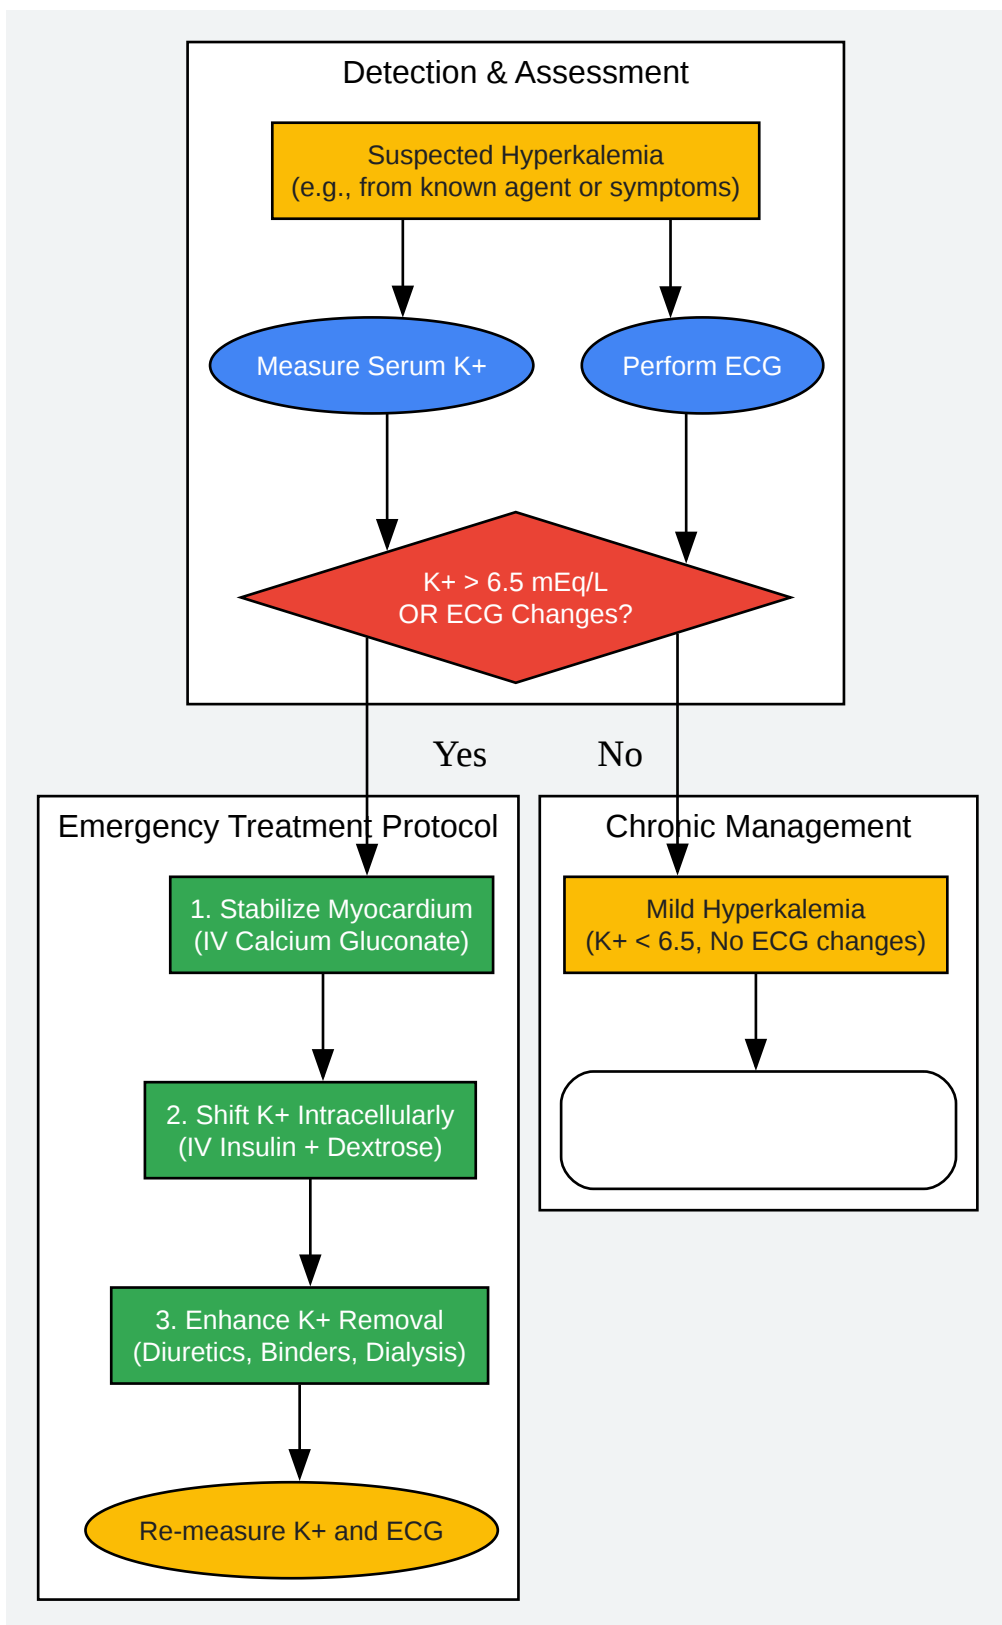 Detection & Assessment
Suspected Hyperkalemia
(e.g., from known agent or symptoms)
Measure Serum K+
Perform ECG
K+ > 6.5 mEq/L
OR ECG Changes?
Yes
No
Emergency Treatment Protocol
1. Stabilize Myocardium
(IV Calcium Gluconate)
2. Shift K+ Intracellularly
(IV Insulin + Dextrose)
3. Enhance K+ Removal
(Diuretics, Binders, Dialysis)
Re-measure K+ and ECG
Chronic Management
Mild Hyperkalemia
(K+ < 6.5, No ECG changes)